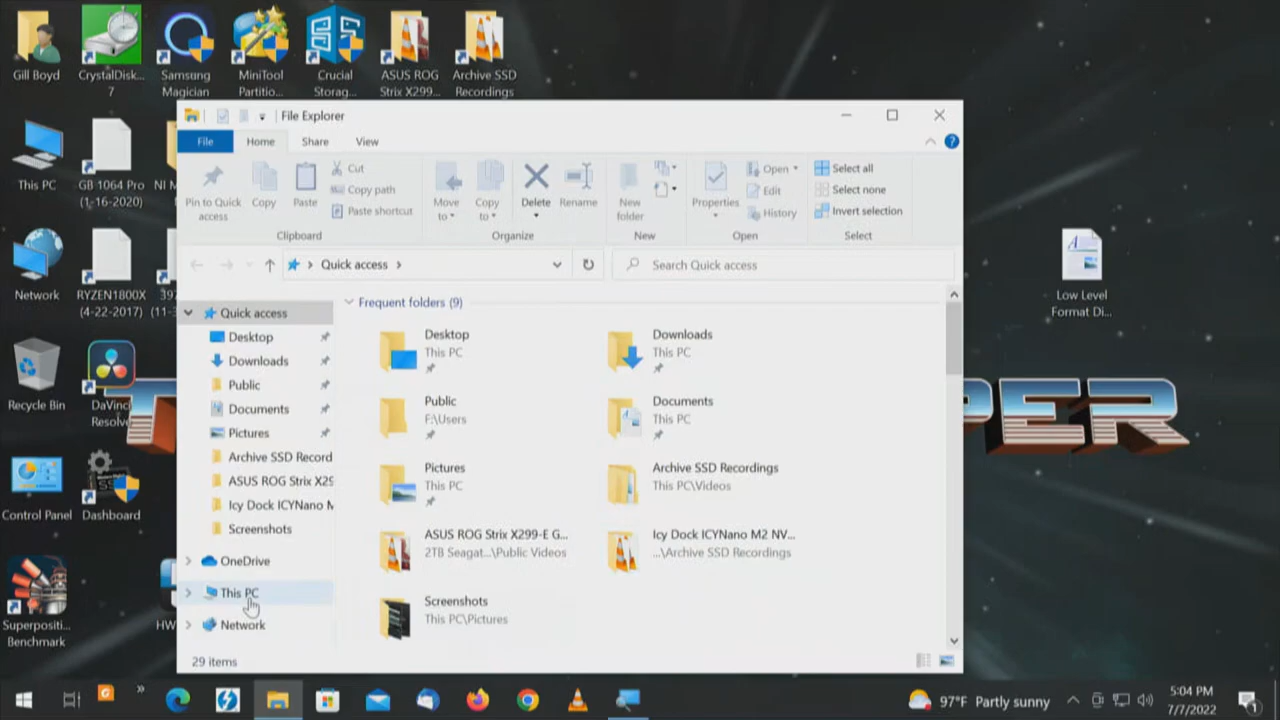 Gill Boyd
CrystalDisk...
7
Samsung
Magician
MiniTool
Partitio...
Crucial
Storag...
ASUS ROG
Strix X299...
Archive SSD
Recordings
File Explorer
File
Home
Share
View
This PC
GB 1064 Pro
(1-16-2020)
NI M
Pin to Quick
access
Copy
Paste
Cut
Copy path
Paste shortcut
Clipboard
Move
to
Copy
to
Delete
Rename
Organize
New
folder
New
Properties
Open
Edit
History
Open
Select all
Select none
Invert selection
Select
Quick access
Search Quick access
Network
RYZEN1800X
(4-22-2017)
397
(11-3
Low Level
Format Di...
Quick access
Desktop
Downloads
Public
Documents
Pictures
Archive SSD Record
ASUS ROG Strix X29
Icy Dock ICYNano M
Screenshots
OneDrive
This PC
Network
Frequent folders (9)
Desktop
This PC
Downloads
This PC
Public
F:\Users
Documents
This PC
Pictures
This PC
Archive SSD Recordings
This PC\Videos
ASUS ROG Strix X299-E G...
2TB Seagat...\Public Videos
Icy Dock ICYNano M2 NV...
...\Archive SSD Recordings
Screenshots
This PC\Pictures
Recycle Bin
DaVinci
Resolve
T
PER
Control Panel
Dashboard
Superpositi...
Benchmark
HW
29 items
97°F Partly sunny
5:04 PM
7/7/2022
1